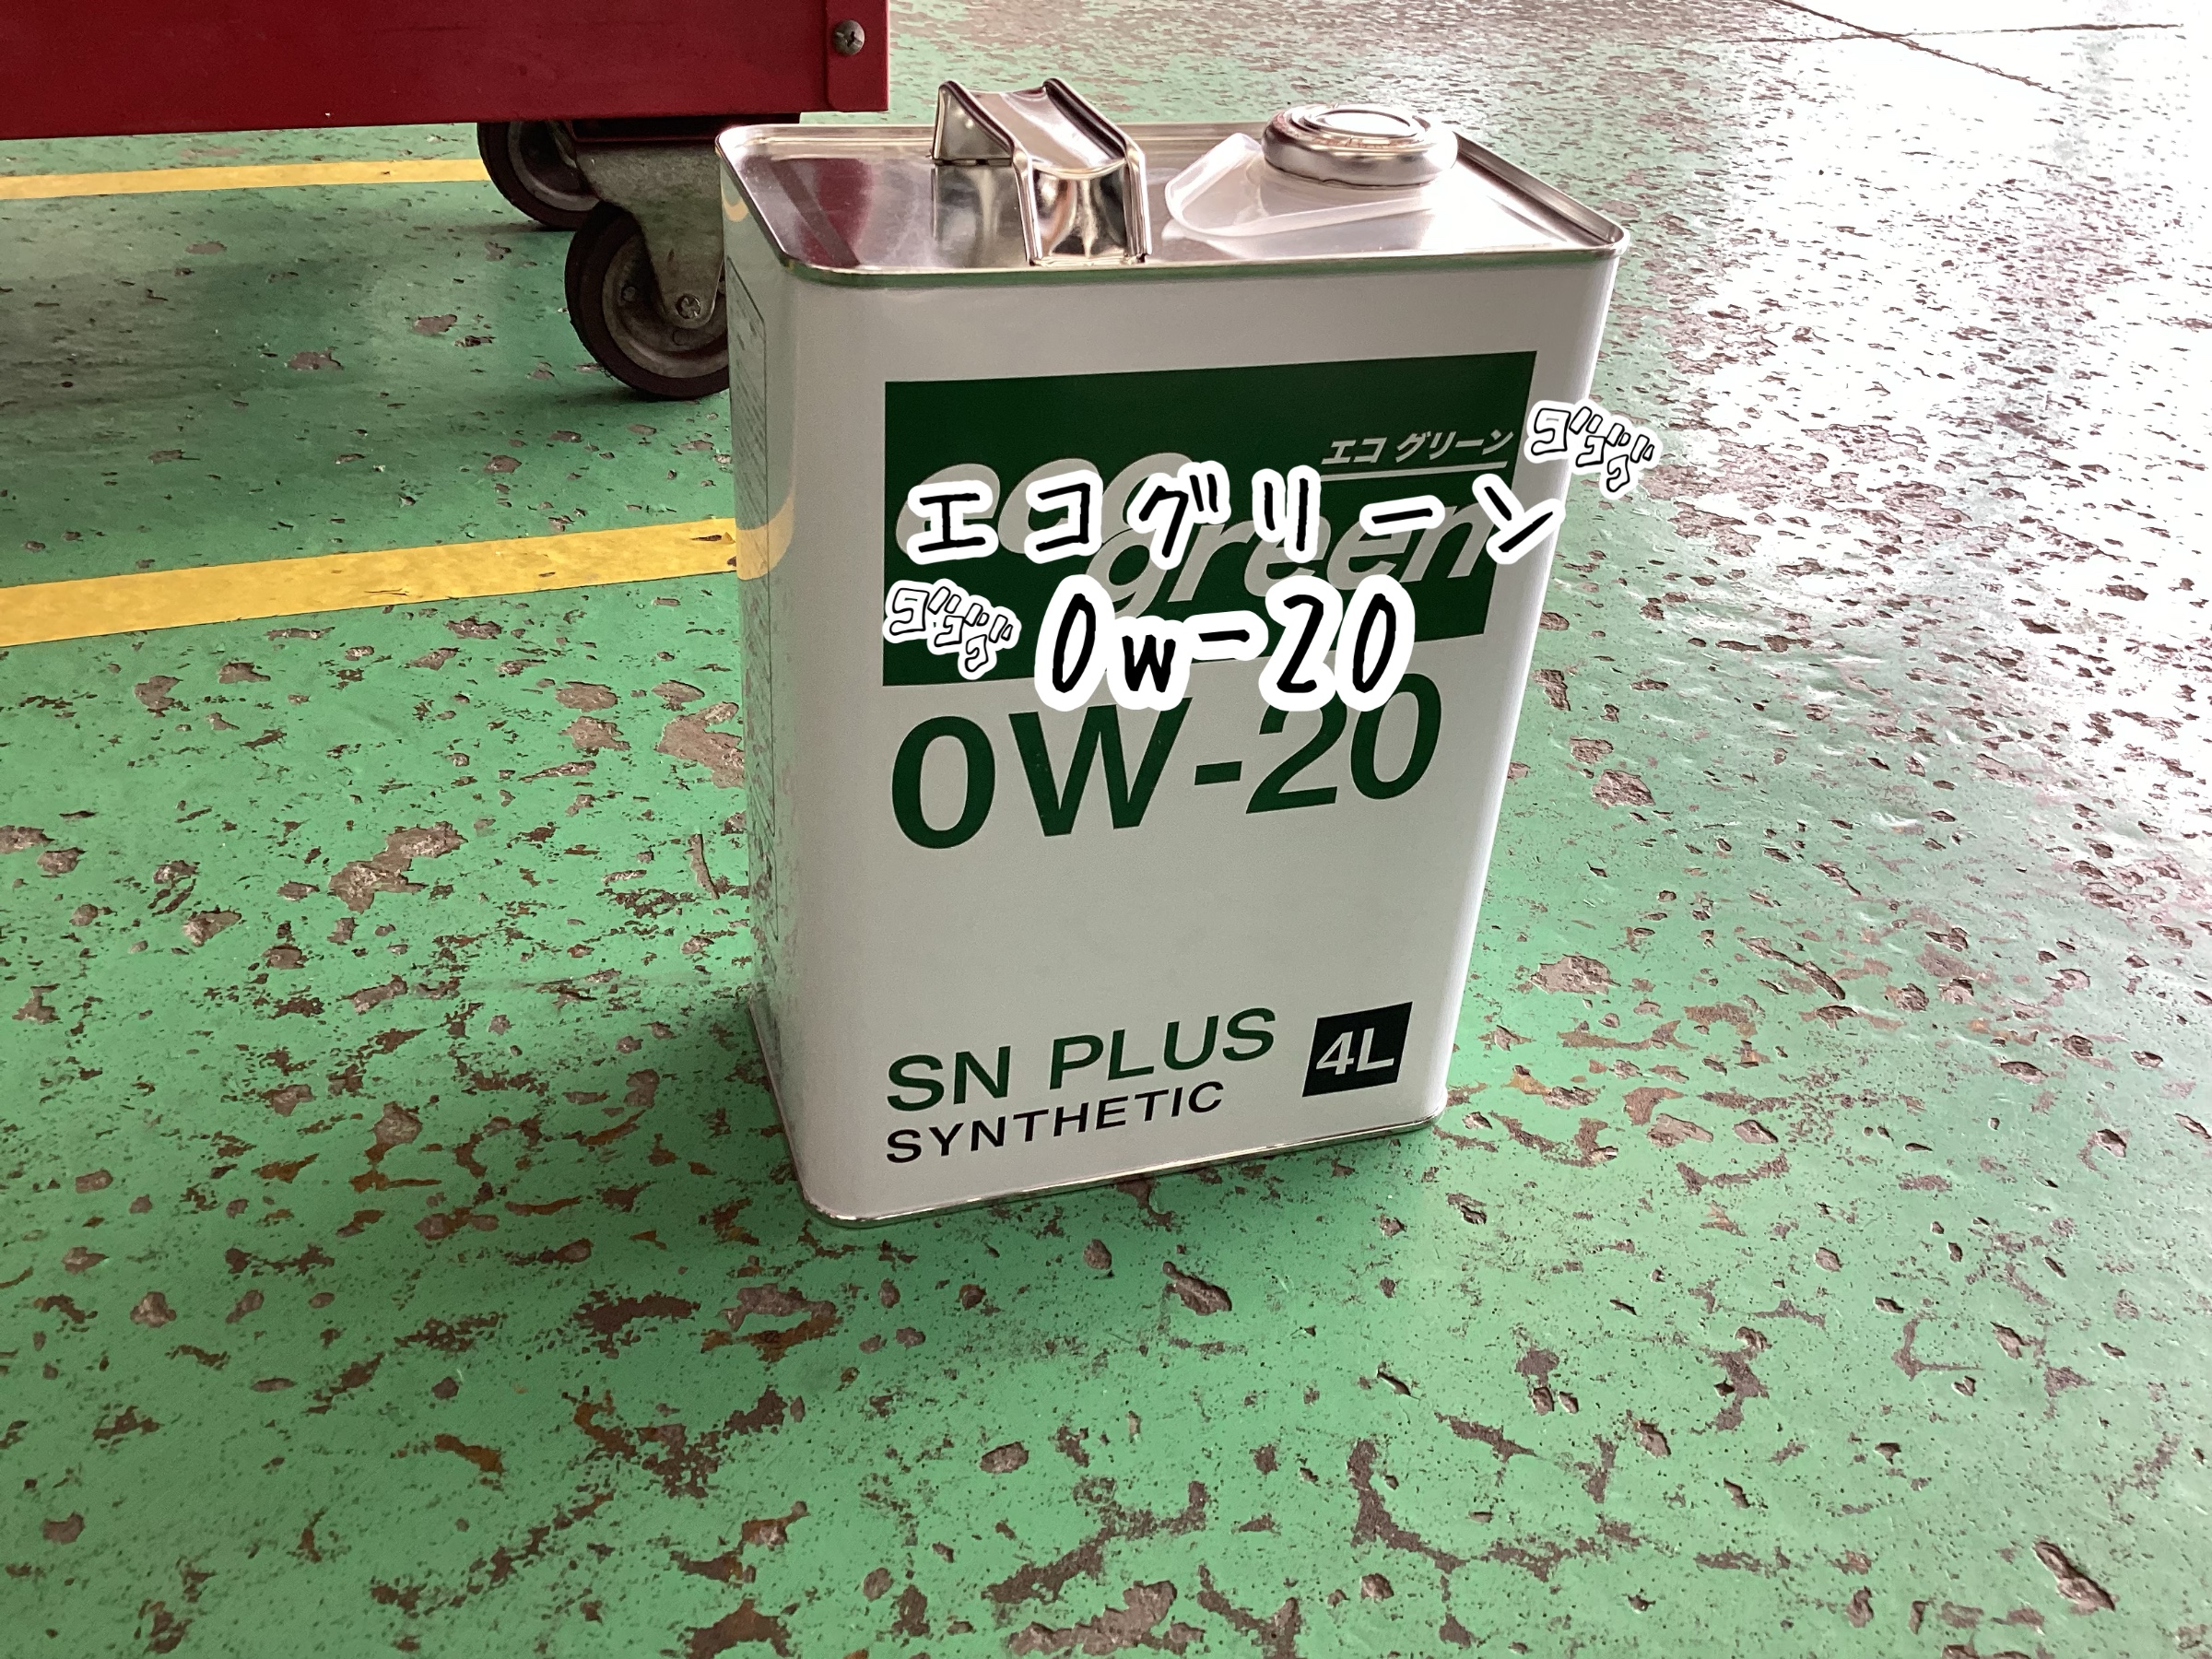 エコ グリーン
ゴゴゴ
エコグリーン
ゴゴゴ
0w-20
0W-20
SN PLUS
4L
SYNTHETIC